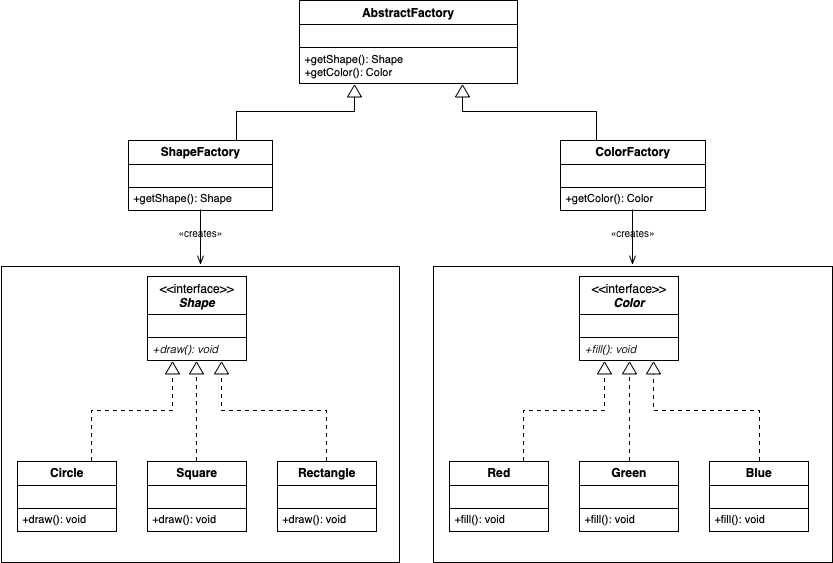 AbstractFactory
+getShape(): Shape
+getColor(): Color
ShapeFactory
+getShape(): Shape
ColorFactory
+getColor(): Color
«creates»
«creates»
<<interface>>
Shape
+draw(): void
<<interface>>
Color
+fill(): void
Circle
+draw(): void
Square
+draw(): void
Rectangle
+draw(): void
Red
+fill(): void
Green
+fill(): void
Blue
+fill(): void